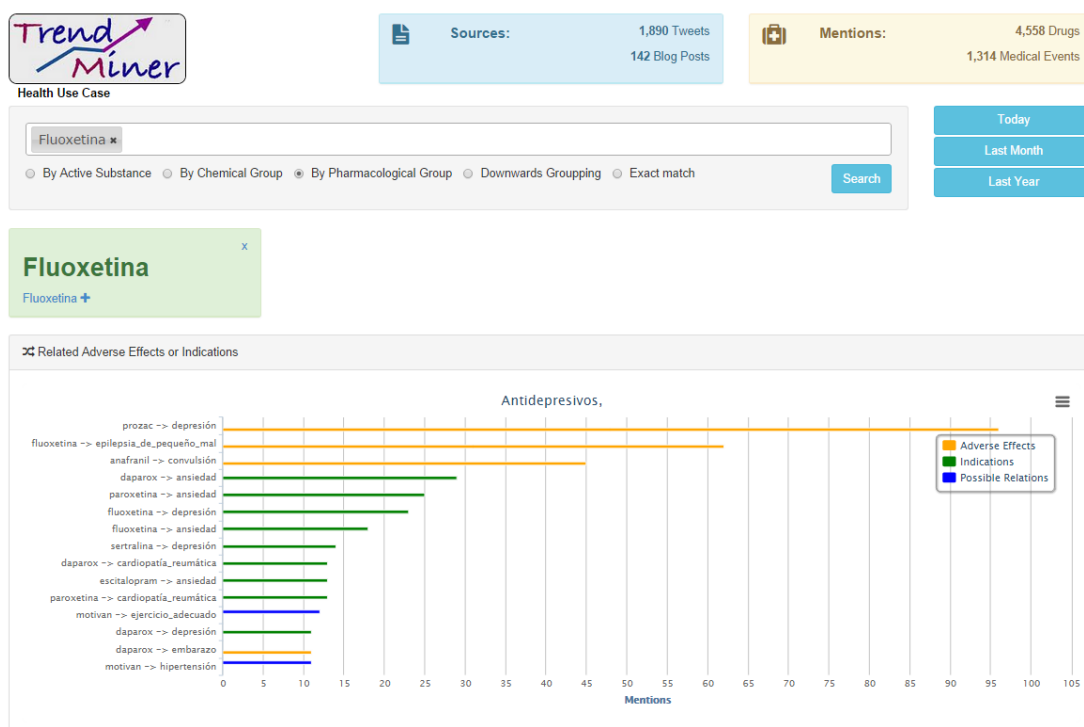 Trend
Miner
Health Use Case
Sources:
1,890 Tweets
142 Blog Posts
Mentions:
4,558 Drugs
1,314 Medical Events
Fluoxetina ×
By Active Substance By Chemical Group By Pharmacological Group Downwards Groupping Exact match
Search
Today
Last Month
Last Year
x
Fluoxetina
Fluoxetina +
Related Adverse Effects or Indications
Antidepresivos,
prozac -> depresión
fluoxetina -> epilepsia_de_pequeño_mal
anafranil -> convulsión
daparox -> ansiedad
paroxetina -> ansiedad
fluoxetina -> depresión
fluoxetina -> ansiedad
sertralina -> depresión
daparox -> cardiopatía_reumática
escitalopram -> ansiedad
paroxetina -> cardiopatía_reumática
motivan -> ejercicio_adecuado
daparox -> depresión
daparox -> embarazo
motivan -> hipertensión
Adverse Effects
Indications
Possible Relations
0 5 10 15 20 25 30 35 40 45 50 55 60 65 70 75 80 85 90 95 100 105
Mentions